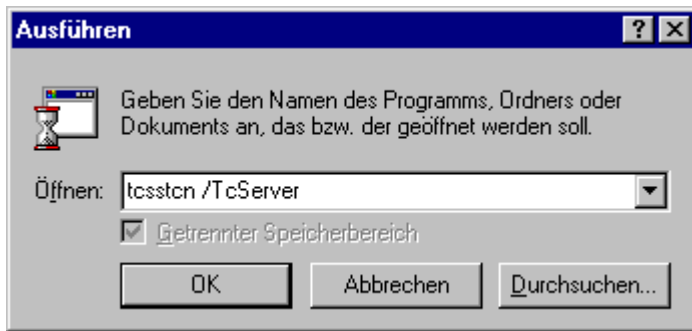 Ausführen
Geben Sie den Namen des Programms, Ordners oder
Dokuments an, das bzw. der geöffnet werden soll.
Öffnen: tcsstcn /TcServer
Getrennter Speicherbereich
OK Abbrechen Durchsuchen...